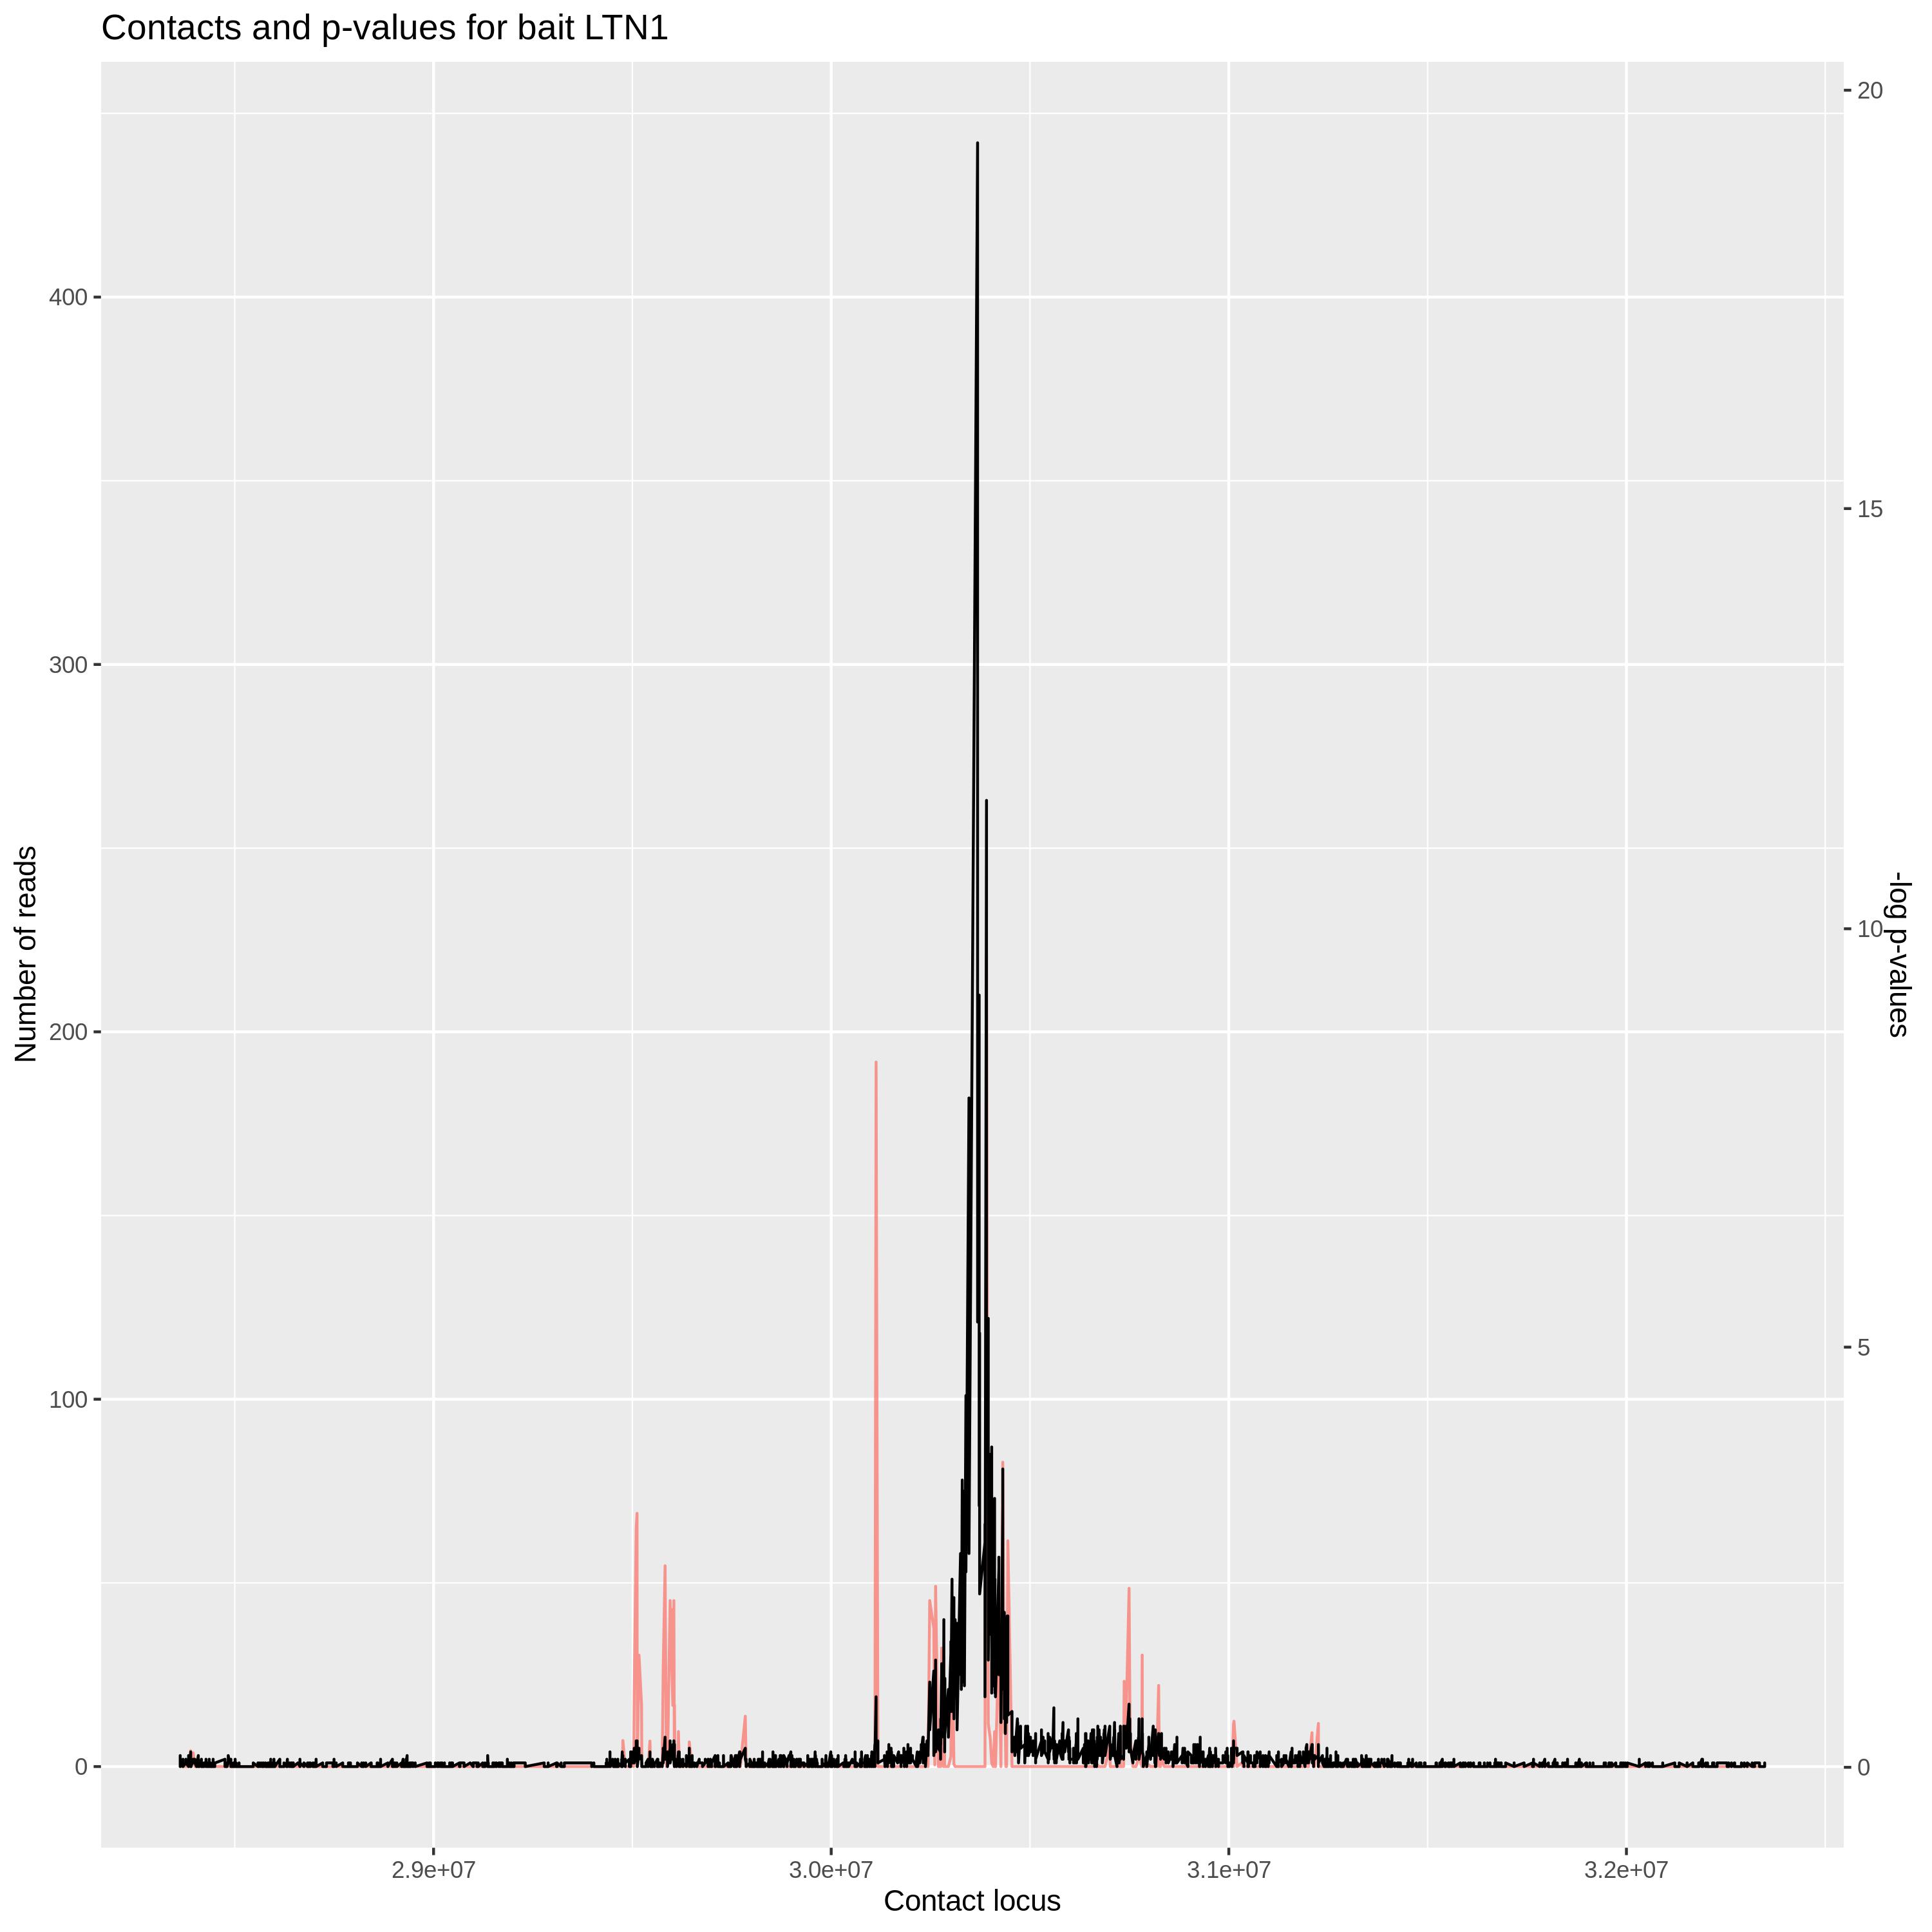 Contacts and p-values for bait LTN1
Number of reads
400
300
200
100
0
20
15
10
5
0
-log p-values
2.9e+07 3.0e+07 3.1e+07 3.2e+07
Contact locus